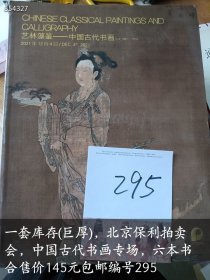 554327
CHINESE CLASSICAL PAINTINGS AND
CALLIGRAPHY
艺林藻鉴——中国古代书画
295
一套库存(巨厚)，北京保利拍卖
会，中国古代书画专场，六本书
合售价145元包邮编号295